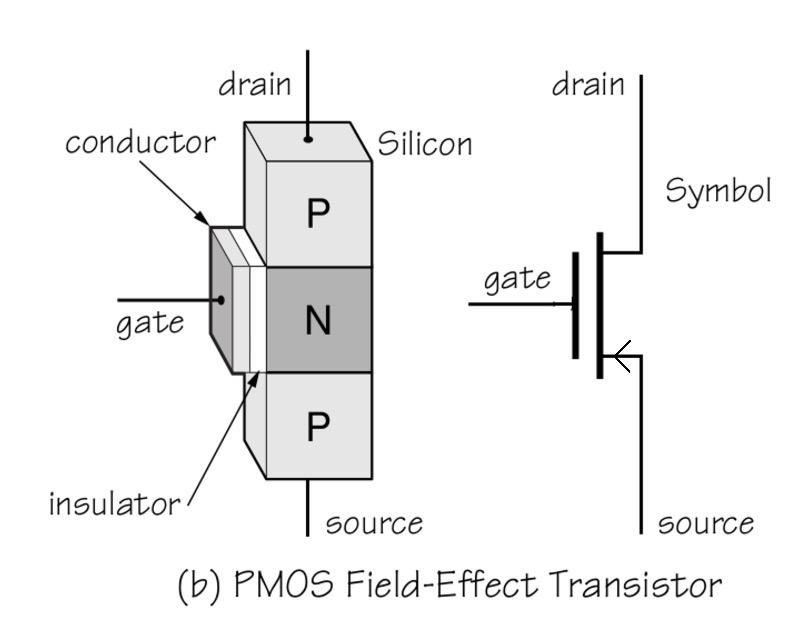 drain
conductor
Silicon
P
gate
N
P
insulator
source
drain
Symbol
gate
source
(b) PMOS Field-Effect Transistor